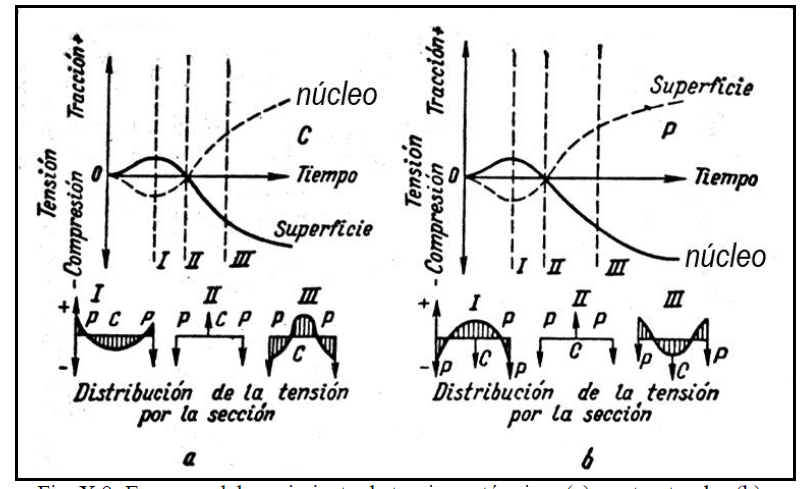 Tensión
- Compresión Tracción+
0
núcleo
C
Tiempo
Superficie
I II III
I II III
+ P C P P C P P P
- C
Distribución de la tensión
por la sección
a
Tensión
- Compresión Tracción+
0
Superficie
P
Tiempo
núcleo
I II III
I II III
+ P P P
- P C P C P C P
Distribución de la tensión
por la sección
b